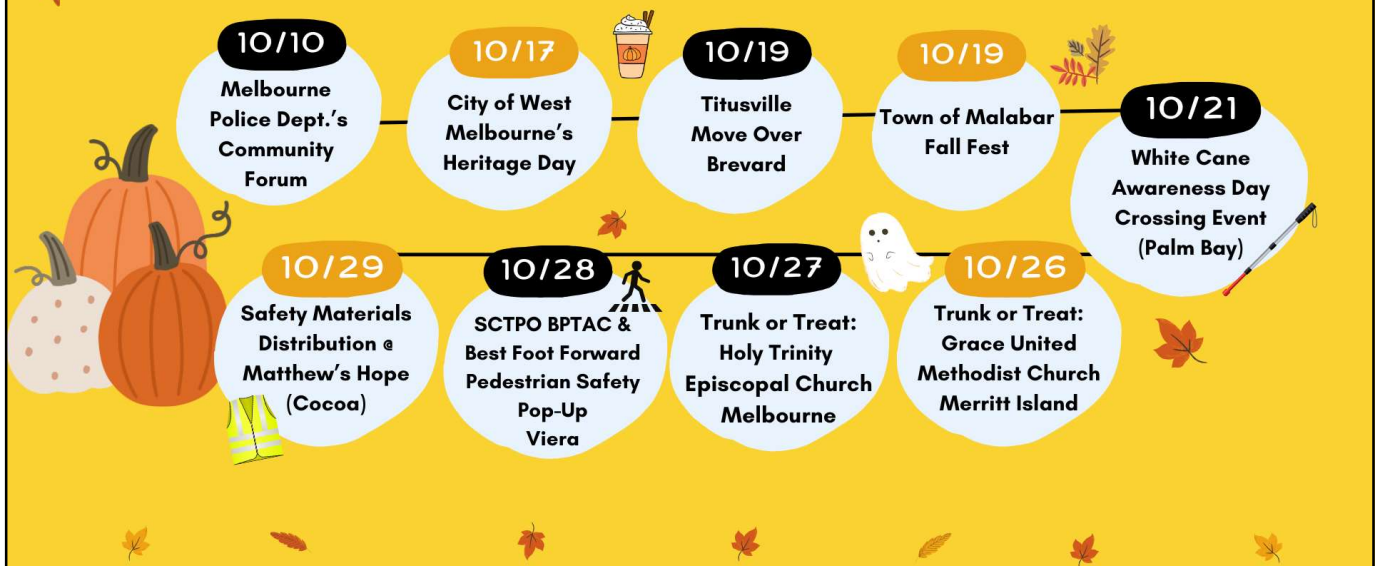 10/10
Melbourne
Police Dept.'s
Community
Forum
10/17
City of West
Melbourne's
Heritage Day
10/19
Titusville
Move Over
Brevard
10/19
Town of Malabar
Fall Fest
10/21
White Cane
Awareness Day
Crossing Event
(Palm Bay)
10/26
Trunk or Treat:
Grace United
Methodist Church
Merritt Island
10/27
Trunk or Treat:
Holy Trinity
Episcopal Church
Melbourne
10/28
SCTPO BPTAC &
Best Foot Forward
Pedestrian Safety
Pop-Up
Viera
10/29
Safety Materials
Distribution @
Matthew's Hope
(Cocoa)